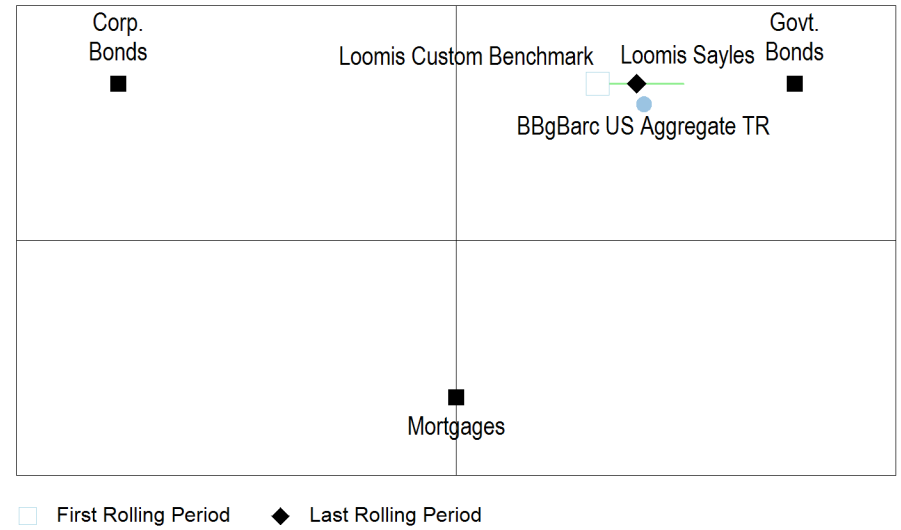 Corp.
Bonds
Govt.
Bonds
Loomis Custom Benchmark
Loomis Sayles
BBgBarc US Aggregate TR
Mortgages
First Rolling Period
Last Rolling Period